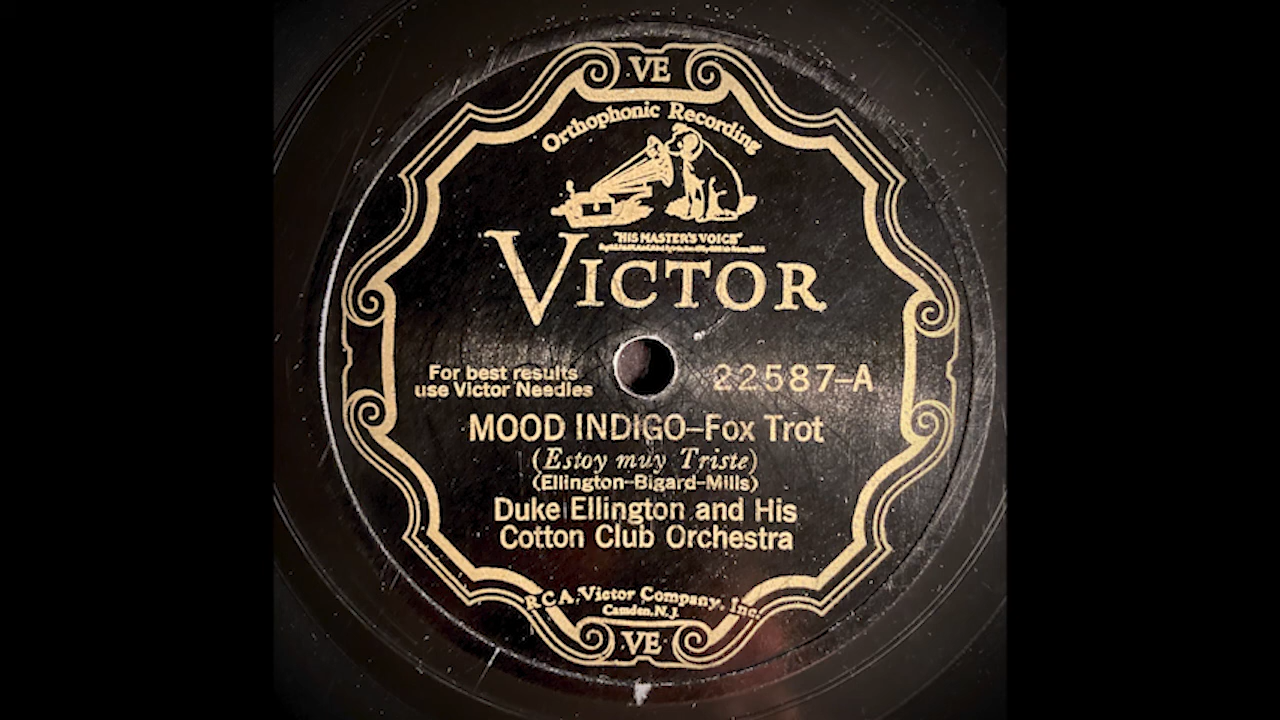 VE
Orthophonic Recording
"HIS MASTER'S VOICE"
VICTOR
For best results
use Victor Needles
22587-A
MOOD INDIGO-Fox Trot
(Estoy muy Triste)
(Ellington-Bigard-Mills)
Duke Ellington and His
Cotton Club Orchestra
RCA Victor Company, Inc.
Camden, N.J.
VE